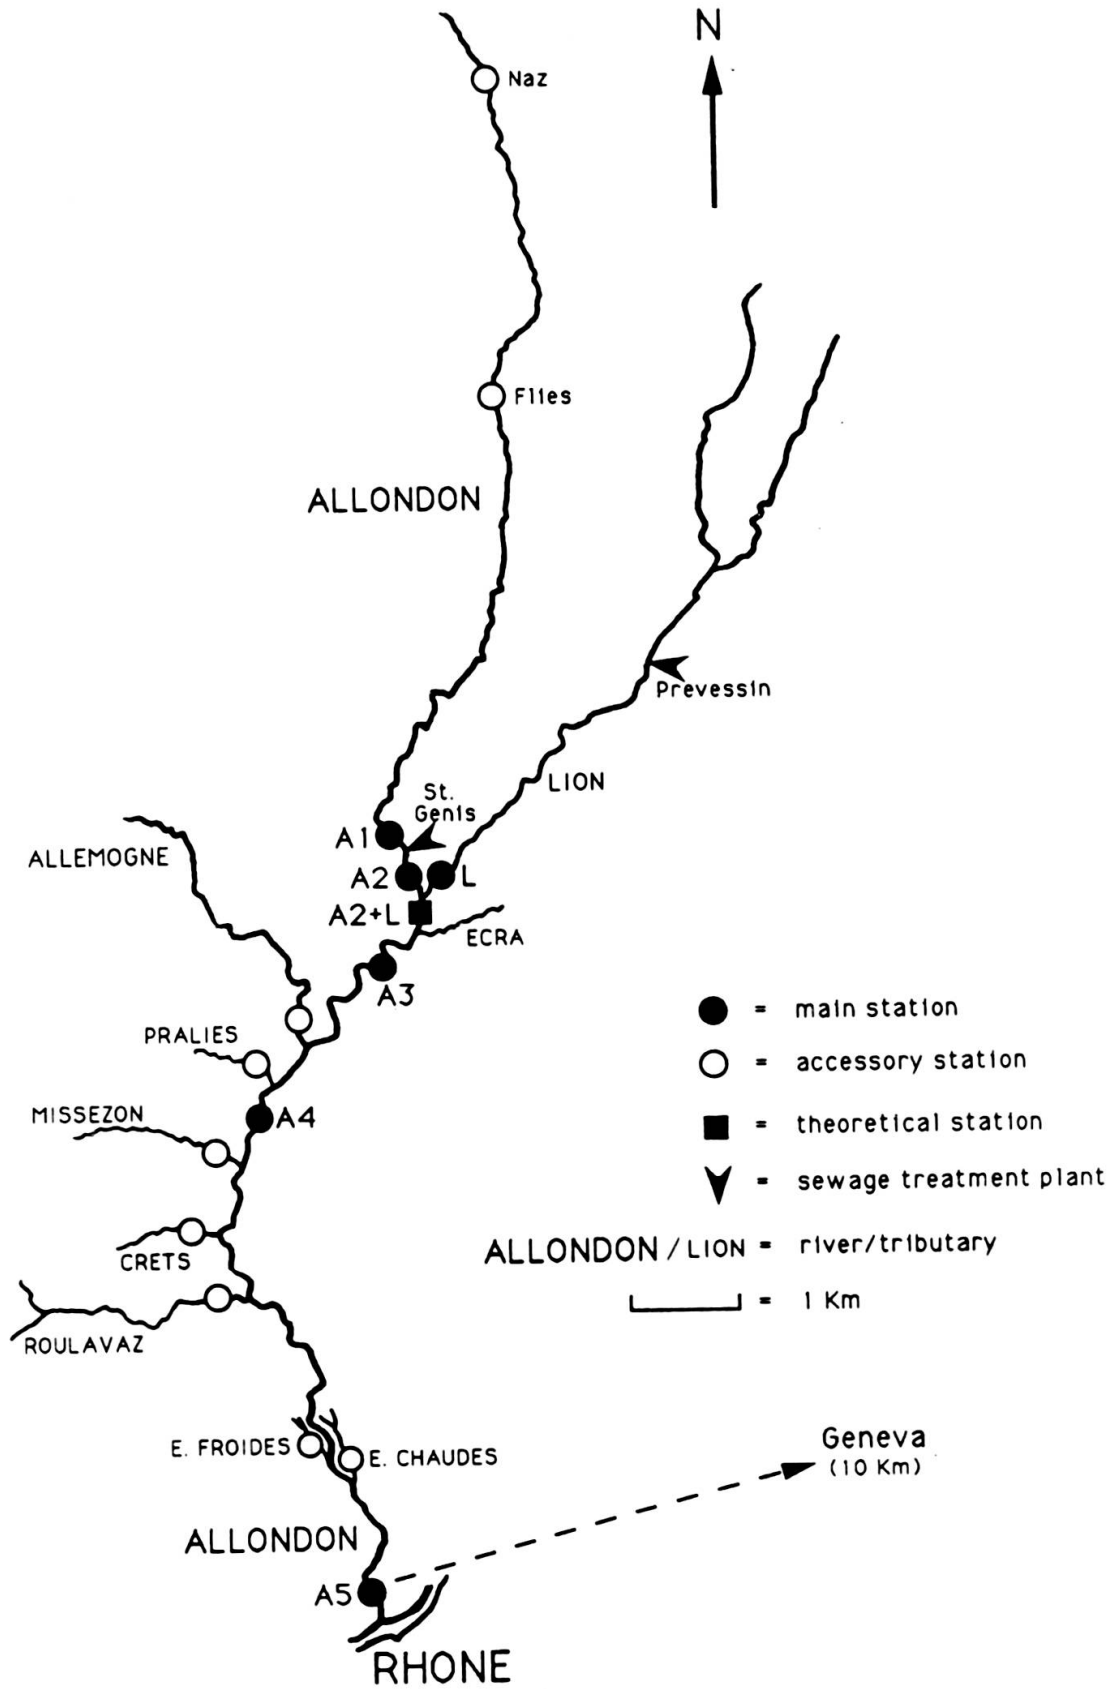 N
Naz
Flies
ALLONDON
Prevessin
LION
St.
Genis
A1
ALLEMOGNE
A2
L
A2+L
ECRA
A3
PRALIES
MISSEZON
A4
CRETS
ROULAVAZ
= main station
= accessory station
= theoretical station
= sewage treatment plant
ALLONDON / LION = river/tributary
= 1 Km
E. FROIDES
E. CHAUDES
Geneva
(10 Km)
ALLONDON
A5
RHONE